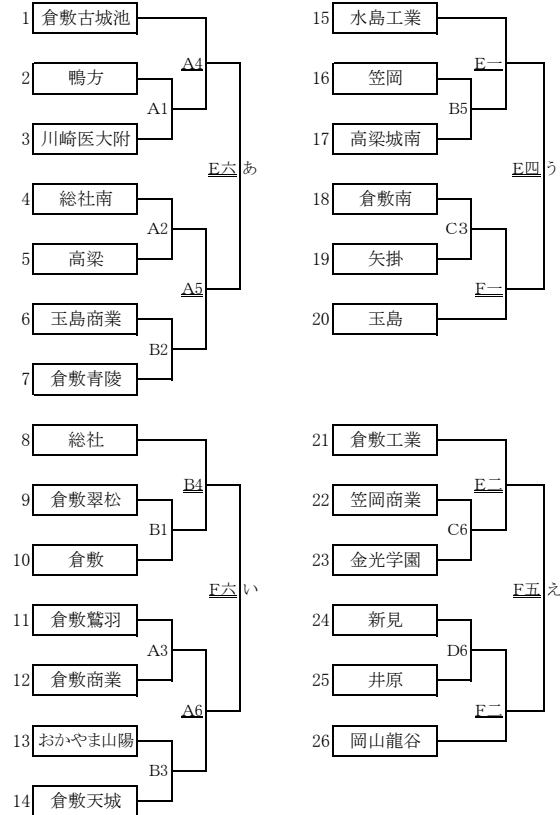 1 倉敷古城池
A4
2 鴨方
A1
3 川崎医大附
E六 あ
4 総社南
A2
5 高梁
A5
6 玉島商業
B2
7 倉敷青陵
8 総社
B4
9 倉敷翠松
B1
10 倉敷
F六 い
11 倉敷鷲羽
A3
12 倉敷商業
A6
13 おかやま山陽
B3
14 倉敷天城
15 水島工業
E一
16 笠岡
B5
17 高梁城南
E四 う
18 倉敷南
C3
19 矢掛
F一
20 玉島
21 倉敷工業
E二
22 笠岡商業
C6
23 金光学園
F五 え
24 新見
D6
25 井原
F二
26 岡山龍谷